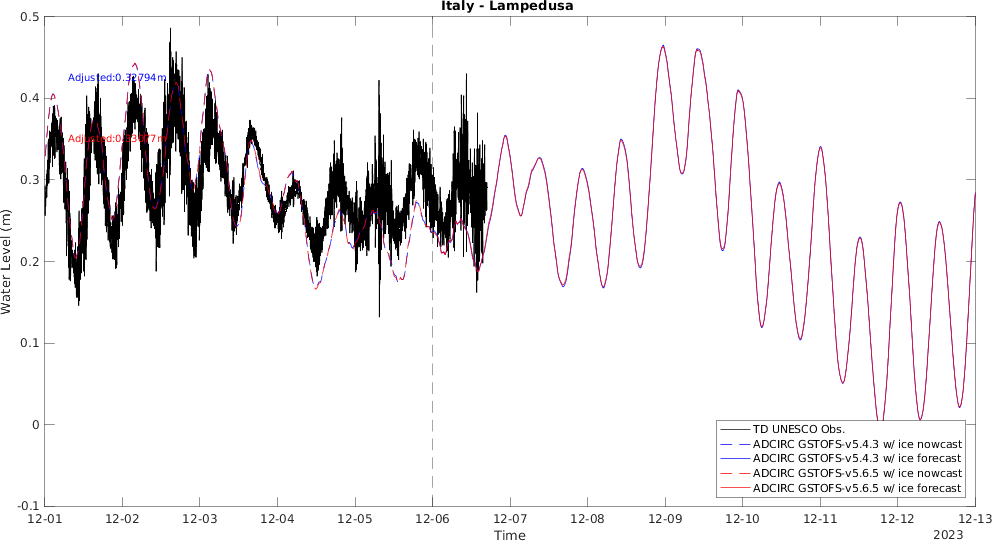 Italy - Lampedusa
0.5
0.4
0.3
0.2
0.1
0
-0.1
Water Level (m)
Adjusted:0.32794m
12-01
12-02
12-03
12-04
12-05
12-06
12-07
12-08
12-09
12-10
12-11
12-12
12-13
Time
2023
TD UNESCO Obs.
ADCIRC GSTOFS-v5.4.3 w/ ice nowcast
ADCIRC GSTOFS-v5.4.3 w/ ice forecast
ADCIRC GSTOFS-v5.6.5 w/ ice nowcast
ADCIRC GSTOFS-v5.6.5 w/ ice forecast